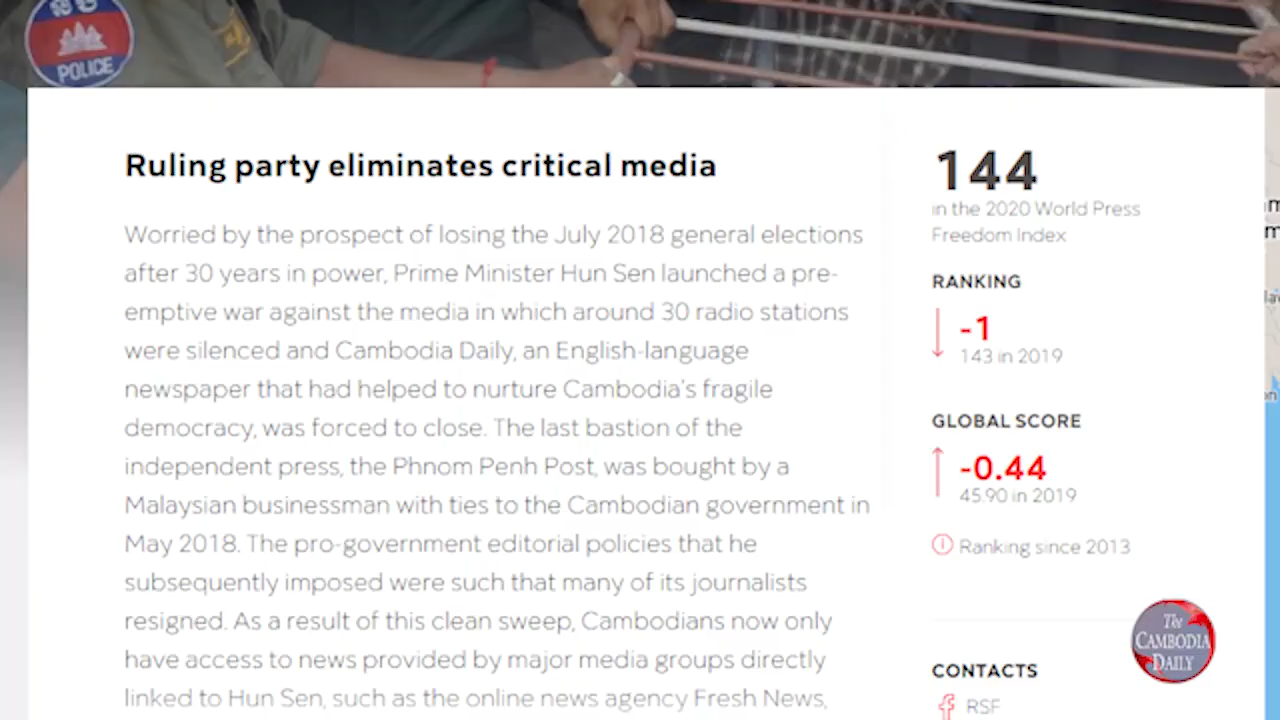 POLICE
Ruling party eliminates critical media
Worried by the prospect of losing the July 2018 general elections
after 30 years in power, Prime Minister Hun Sen launched a pre-
emptive war against the media in which around 30 radio stations
were silenced and Cambodia Daily, an English-language
newspaper that had helped to nurture Cambodia's fragile
democracy, was forced to close. The last bastion of the
independent press, the Phnom Penh Post, was bought by a
Malaysian businessman with ties to the Cambodian government in
May 2018. The pro-government editorial policies that he
subsequently imposed were such that many of its journalists
resigned. As a result of this clean sweep, Cambodians now only
have access to news provided by major media groups directly
linked to Hun Sen, such as the online news agency Fresh News,
144
in the 2020 World Press
Freedom Index
RANKING
-1
143 in 2019
GLOBAL SCORE
-0.44
45.90 in 2019
Ranking since 2013
CONTACTS
RSF
The
CAMBODIA
DAILY